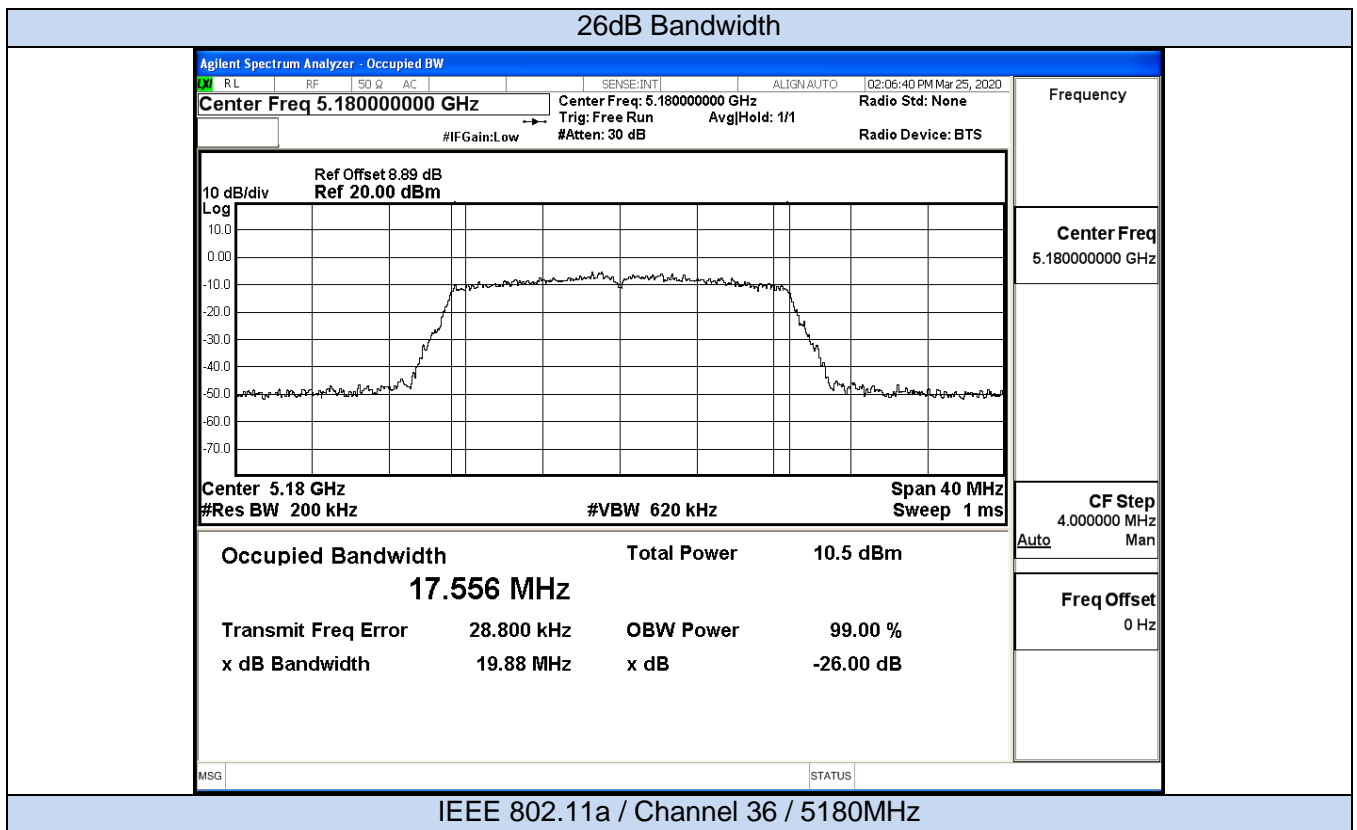 26dB Bandwidth
Agilent Spectrum Analyzer - Occupied BW
LXI RL RF 50 Ω AC SENSE:INT ALIGN AUTO 02:06:40 PM Mar 25, 2020
Center Freq 5.180000000 GHz
Center Freq: 5.180000000 GHz
Radio Std: None
Trig: Free Run Avg|Hold: 1/1
#IFGain:Low #Atten: 30 dB Radio Device: BTS
Frequency
Ref Offset 8.89 dB
10 dB/div Ref 20.00 dBm
Log
10.0
0.00
-10.0
-20.0
-30.0
-40.0
-50.0
-60.0
-70.0
Center 5.18 GHz Span 40 MHz
#Res BW 200 kHz #VBW 620 kHz Sweep 1 ms
Occupied Bandwidth Total Power 10.5 dBm
17.556 MHz
Transmit Freq Error 28.800 kHz OBW Power 99.00 %
x dB Bandwidth 19.88 MHz x dB -26.00 dB
Center Freq
5.180000000 GHz
CF Step
4.000000 MHz
Auto Man
Freq Offset
0 Hz
MSG STATUS
IEEE 802.11a / Channel 36 / 5180MHz